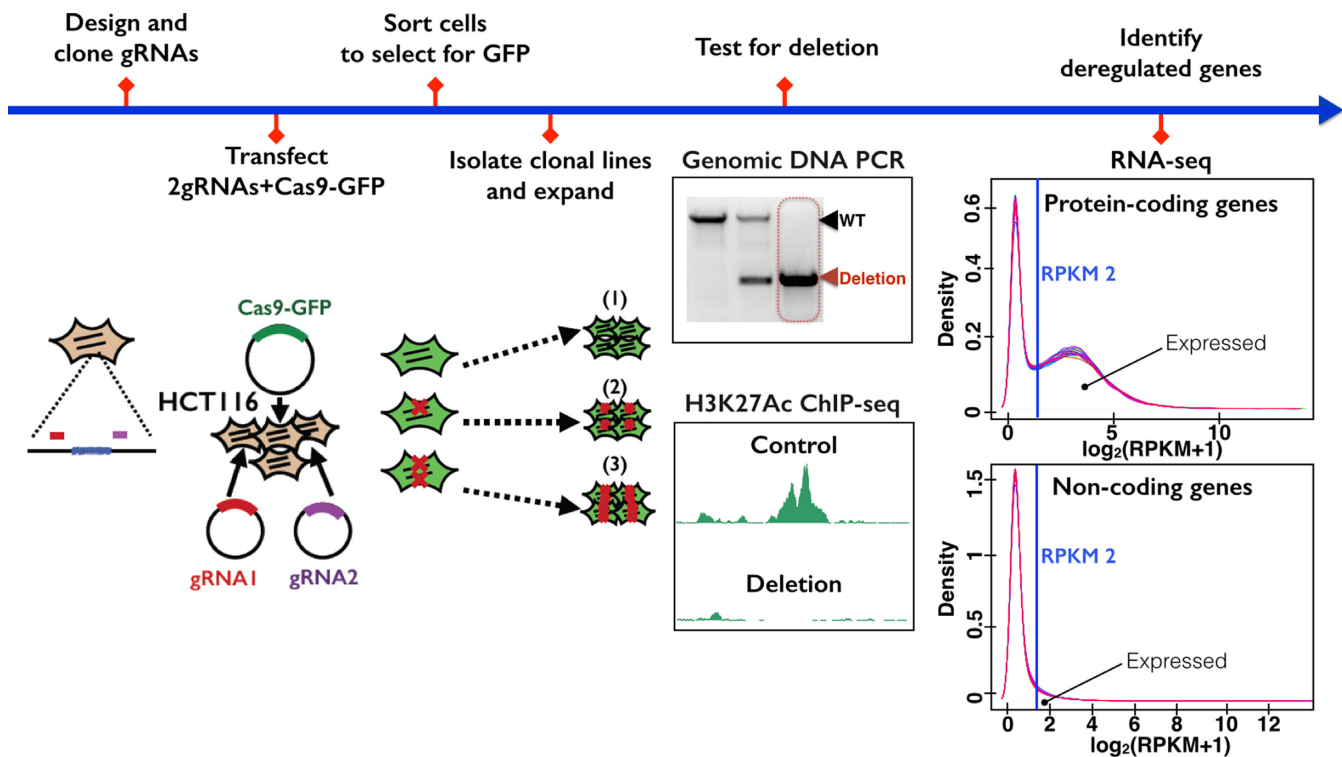 Design and
clone gRNAs
Sort cells
to select for GFP
Test for deletion
Identify
deregulated genes
Transfect
2gRNAs+Cas9-GFP
Isolate clonal lines
and expand
Genomic DNA PCR
WT
Deletion
RNA-seq
Protein-coding genes
RPKM 2
Expressed
Density
0.6
0.4
0.2
0
0 5 10
log2(RPKM+1)
Cas9-GFP
HCT116
gRNA1
gRNA2
(1)
(2)
(3)
H3K27Ac ChIP-seq
Control
Deletion
Non-coding genes
RPKM 2
Expressed
Density
1.5
1
0.5
0
0 2 4 6 8 10 12
log2(RPKM+1)